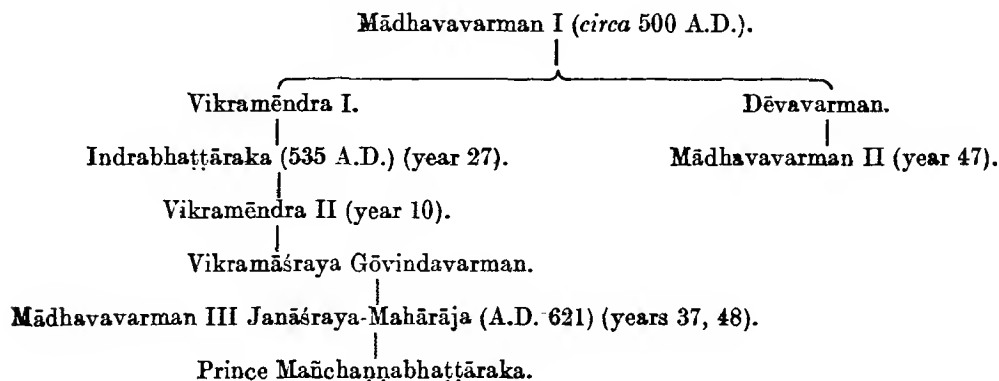 Mādhavavarman I (circa 500 A.D.).
Vikramēndra I. Dēvavarman.
Indrabhaṭṭāraka (535 A.D.) (year 27). Mādhavavarman II (year 47).
Vikramēndra II (year 10).
Vikramāśraya Gōvindavarman.
Mādhavavarman III Janāśraya-Mahārāja (A.D. 621) (years 37, 48).
Prince Mañchaṇṇabhaṭṭāraka.